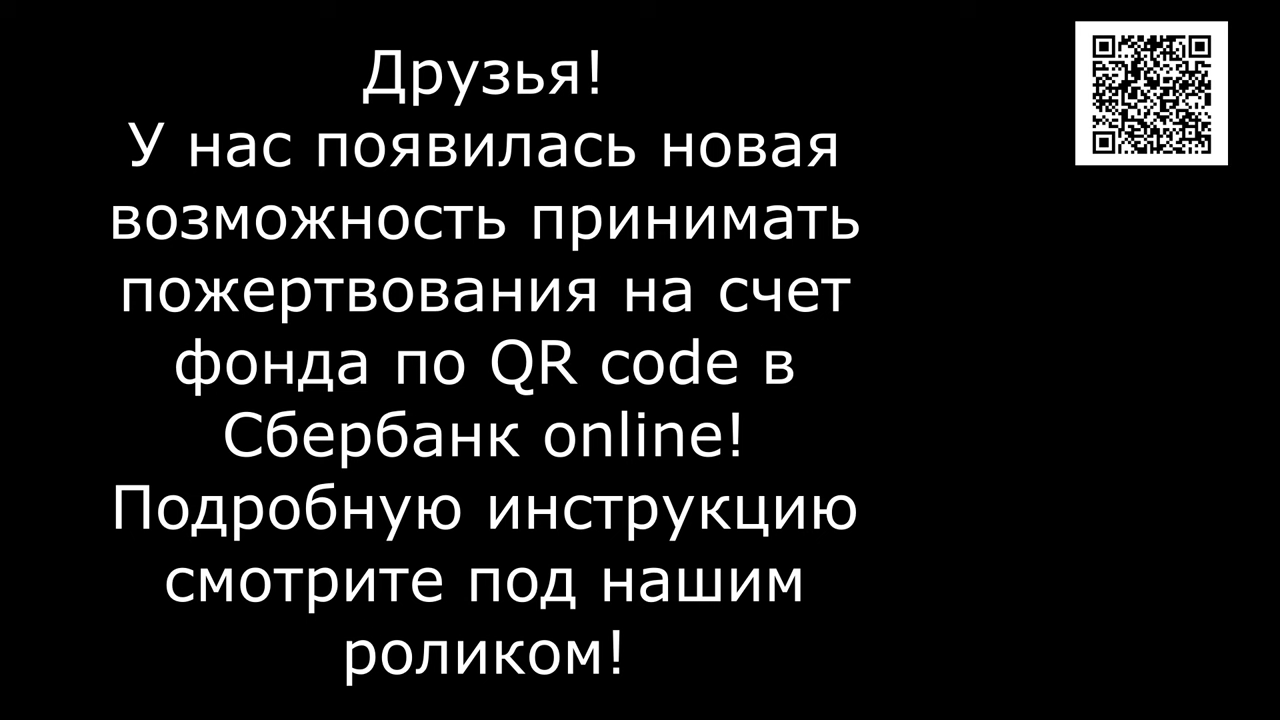 Друзья!
У нас появилась новая
возможность принимать
пожертвования на счет
фонда по QR code в
Сбербанк online!
Подробную инструкцию
смотрите под нашим
роликом!